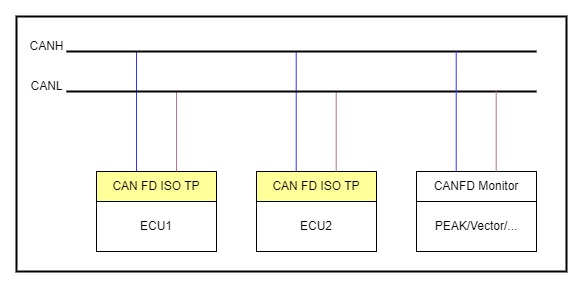 CANH
CANL
CAN FD ISO TP
CAN FD ISO TP
CANFD Monitor
ECU1
ECU2
PEAK/Vector/...